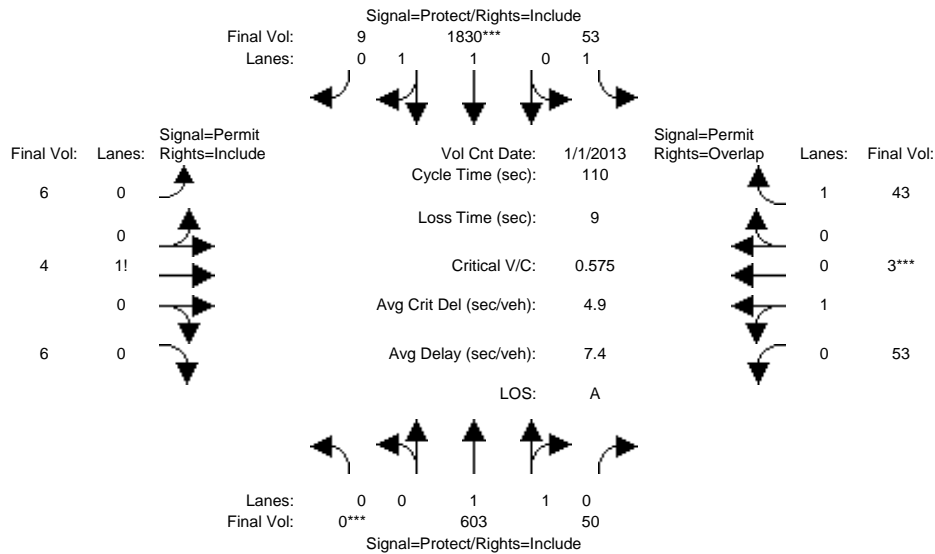 Signal=Protect/Rights=Include
Final Vol: 9 1830*** 53
Lanes: 0 1 1 0 1
Signal=Permit
Rights=Include
Final Vol: Lanes:
Vol Cnt Date: 1/1/2013
Signal=Permit
Rights=Overlap
Lanes: Final Vol:
Cycle Time (sec): 110
6 0
1 43
Loss Time (sec): 9
0
0
4 1!
Critical V/C: 0.575
0 3***
0
Avg Crit Del (sec/veh): 4.9
1
6 0
Avg Delay (sec/veh): 7.4
0 53
LOS: A
Lanes: 0 0 1 1 0
Final Vol: 0*** 603 50
Signal=Protect/Rights=Include